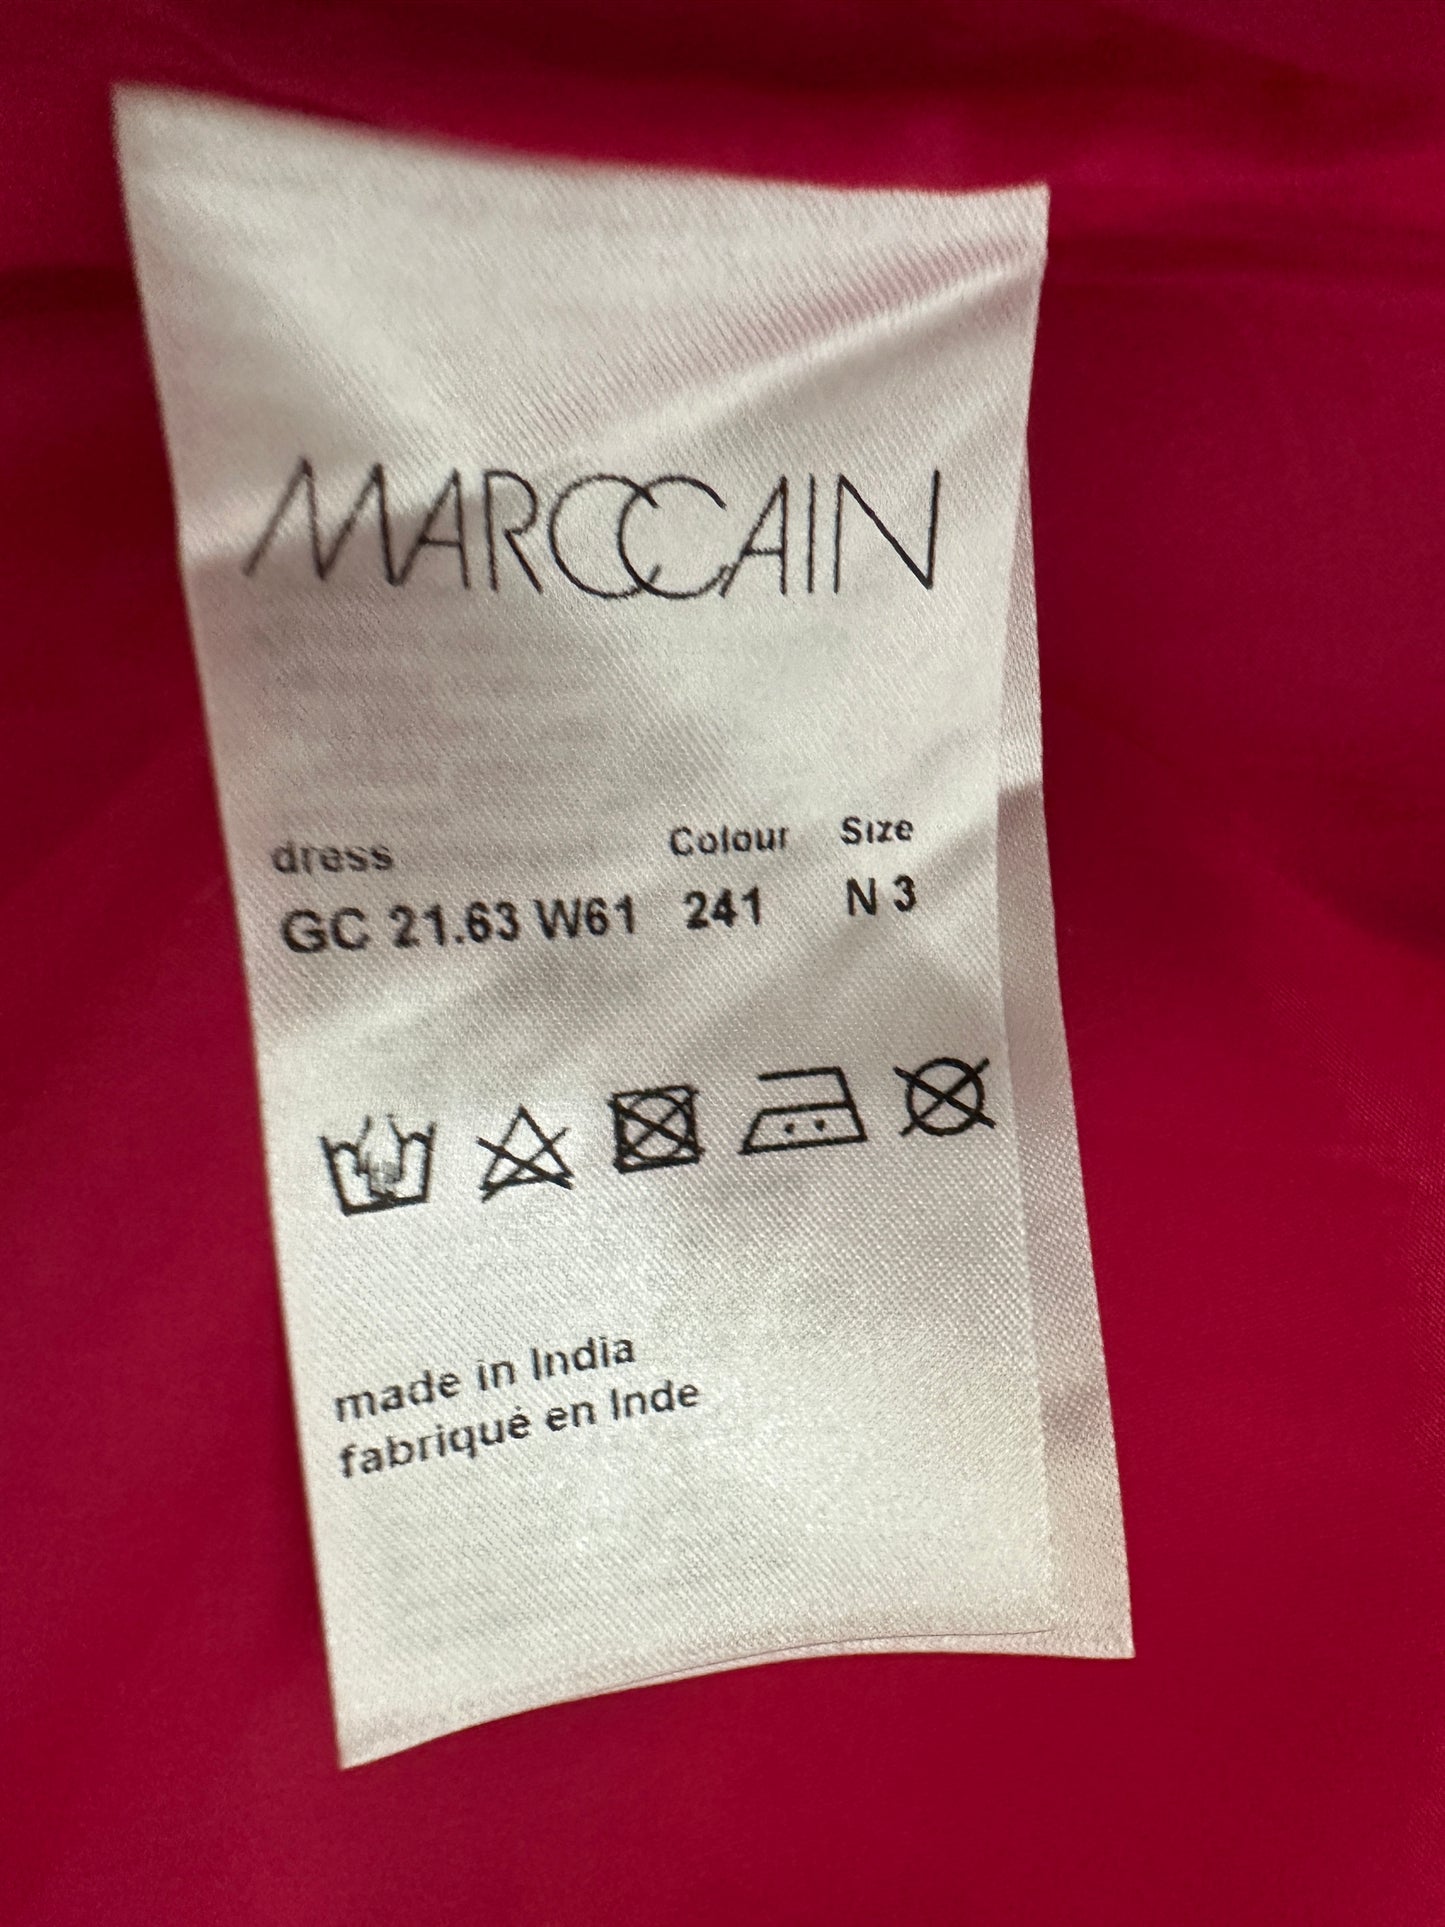 MARCCAIN
dress Colour Size
GC 21.63 W61 241 N 3
made in India
fabriqué en Inde